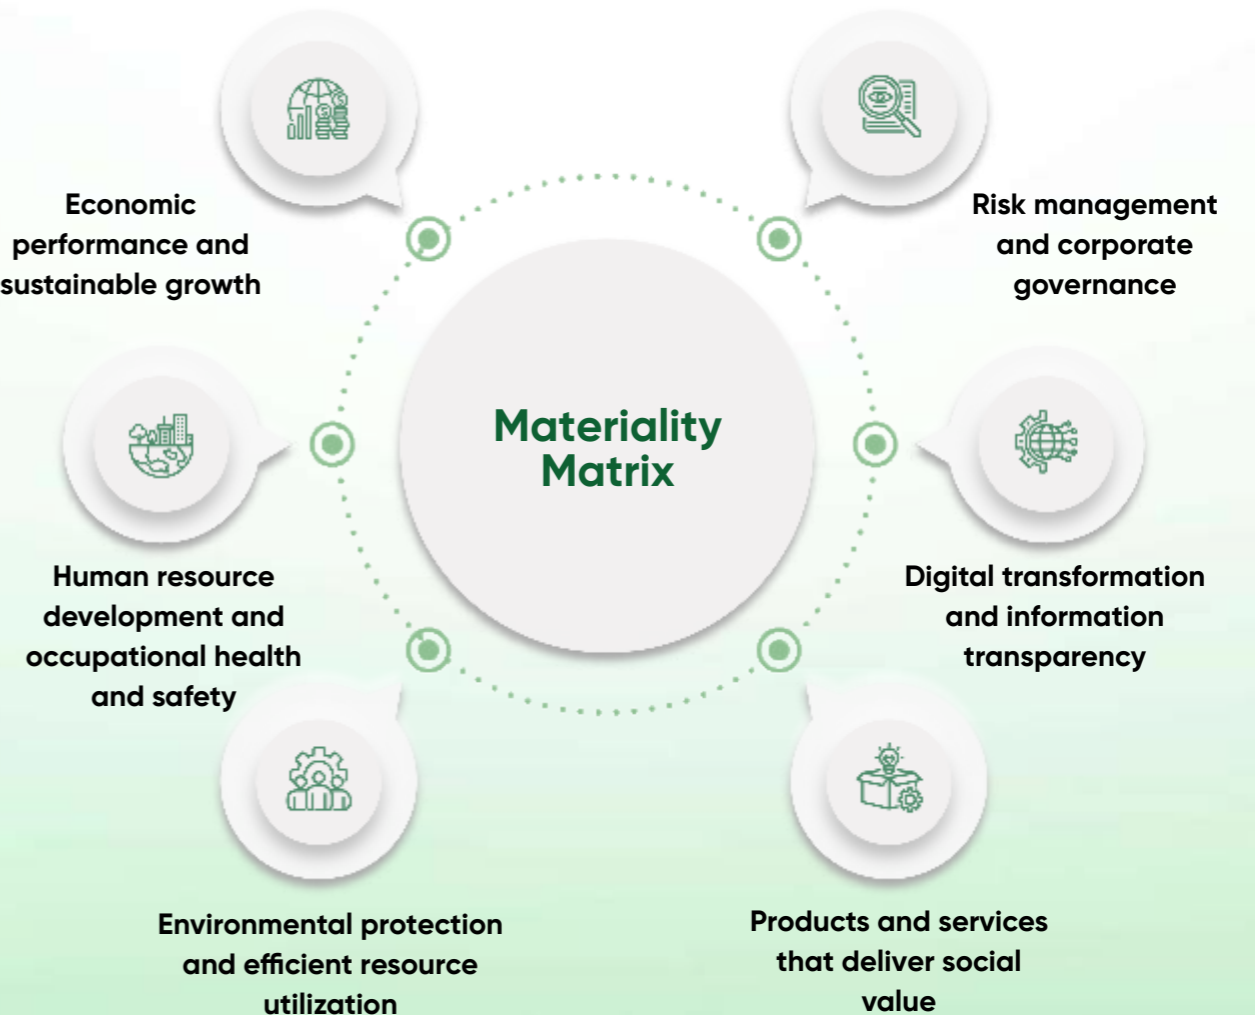 Economic
performance and
sustainable growth
Risk management
and corporate
governance
Materiality
Matrix
Human resource
development and
occupational health
and safety
Digital transformation
and information
transparency
Environmental protection
and efficient resource
utilization
Products and services
that deliver social
value